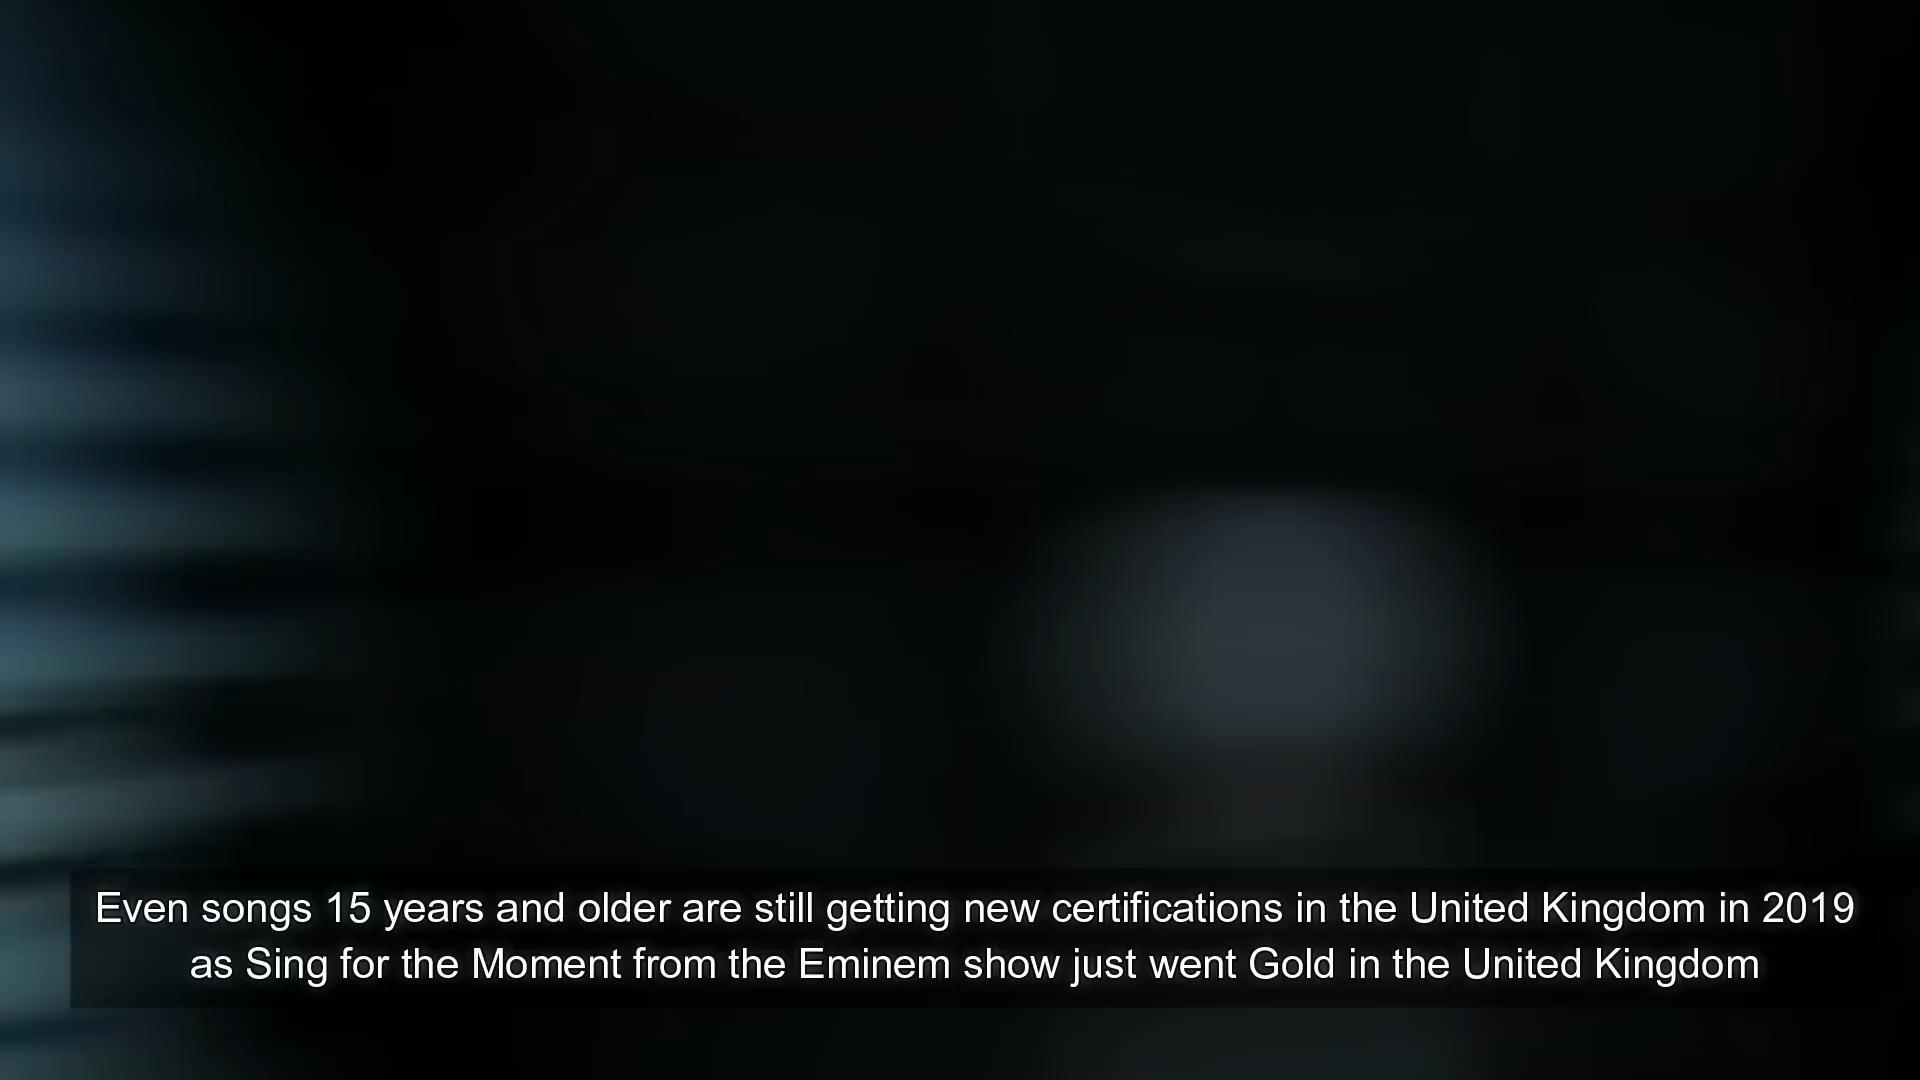 Even songs 15 years and older are still getting new certifications in the United Kingdom in 2019
as Sing for the Moment from the Eminem show just went Gold in the United Kingdom